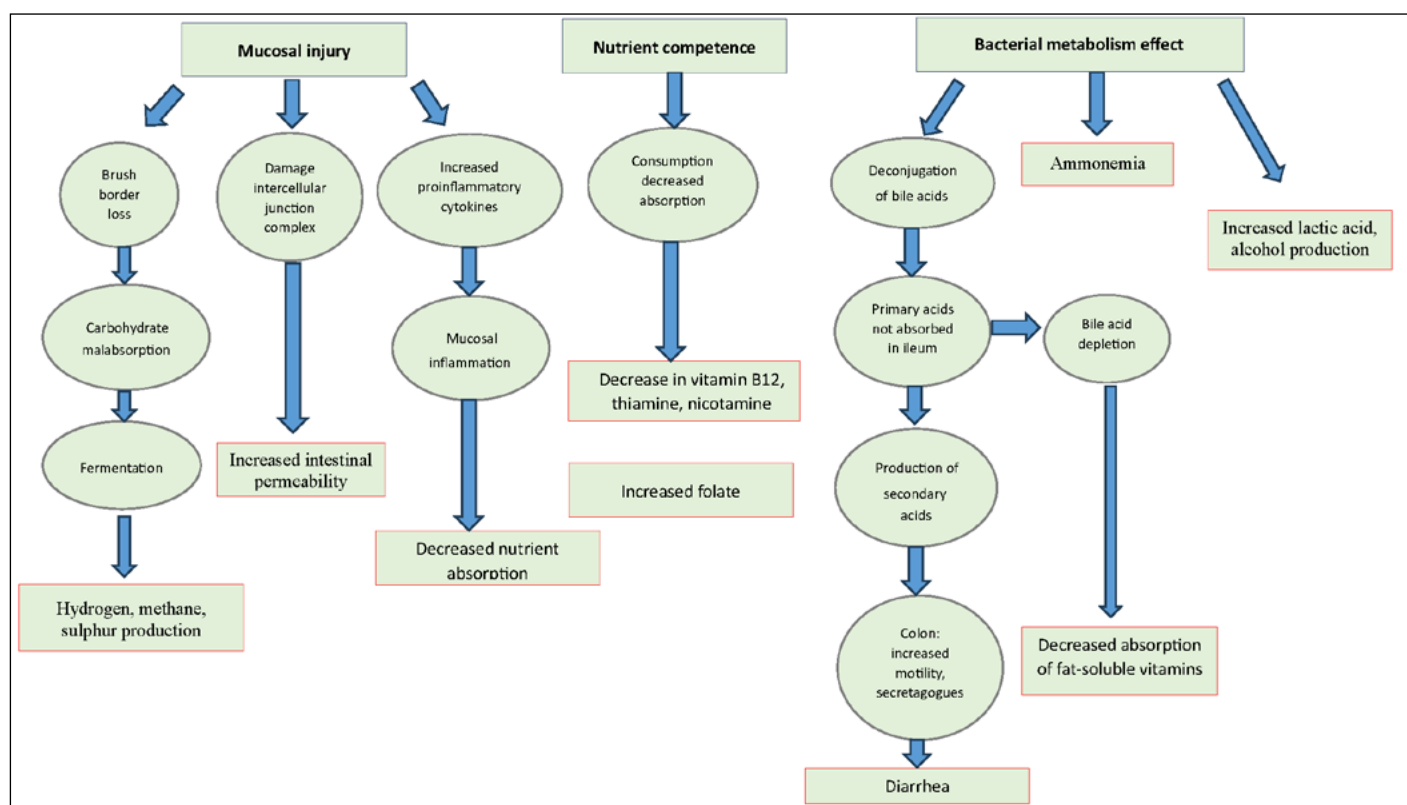 Mucosal injury
Nutrient competence
Bacterial metabolism effect
Brush
border
loss
Damage
intercellular
junction
complex
Increased
proinflammatory
cytokines
Consumption
decreased
absorption
Deconjugation
of bile acids
Ammonemia
Increased lactic acid,
alcohol production
Carbohydrate
malabsorption
Mucosal
inflammation
Primary acids
not absorbed
in ileum
Bile acid
depletion
Decrease in vitamin B12,
thiamine, nicotamine
Fermentation
Increased intestinal
permeability
Increased folate
Production of
secondary
acids
Decreased nutrient
absorption
Hydrogen, methane,
sulphur production
Colon:
increased
motility,
secretagogues
Decreased absorption
of fat-soluble vitamins
Diarrhea